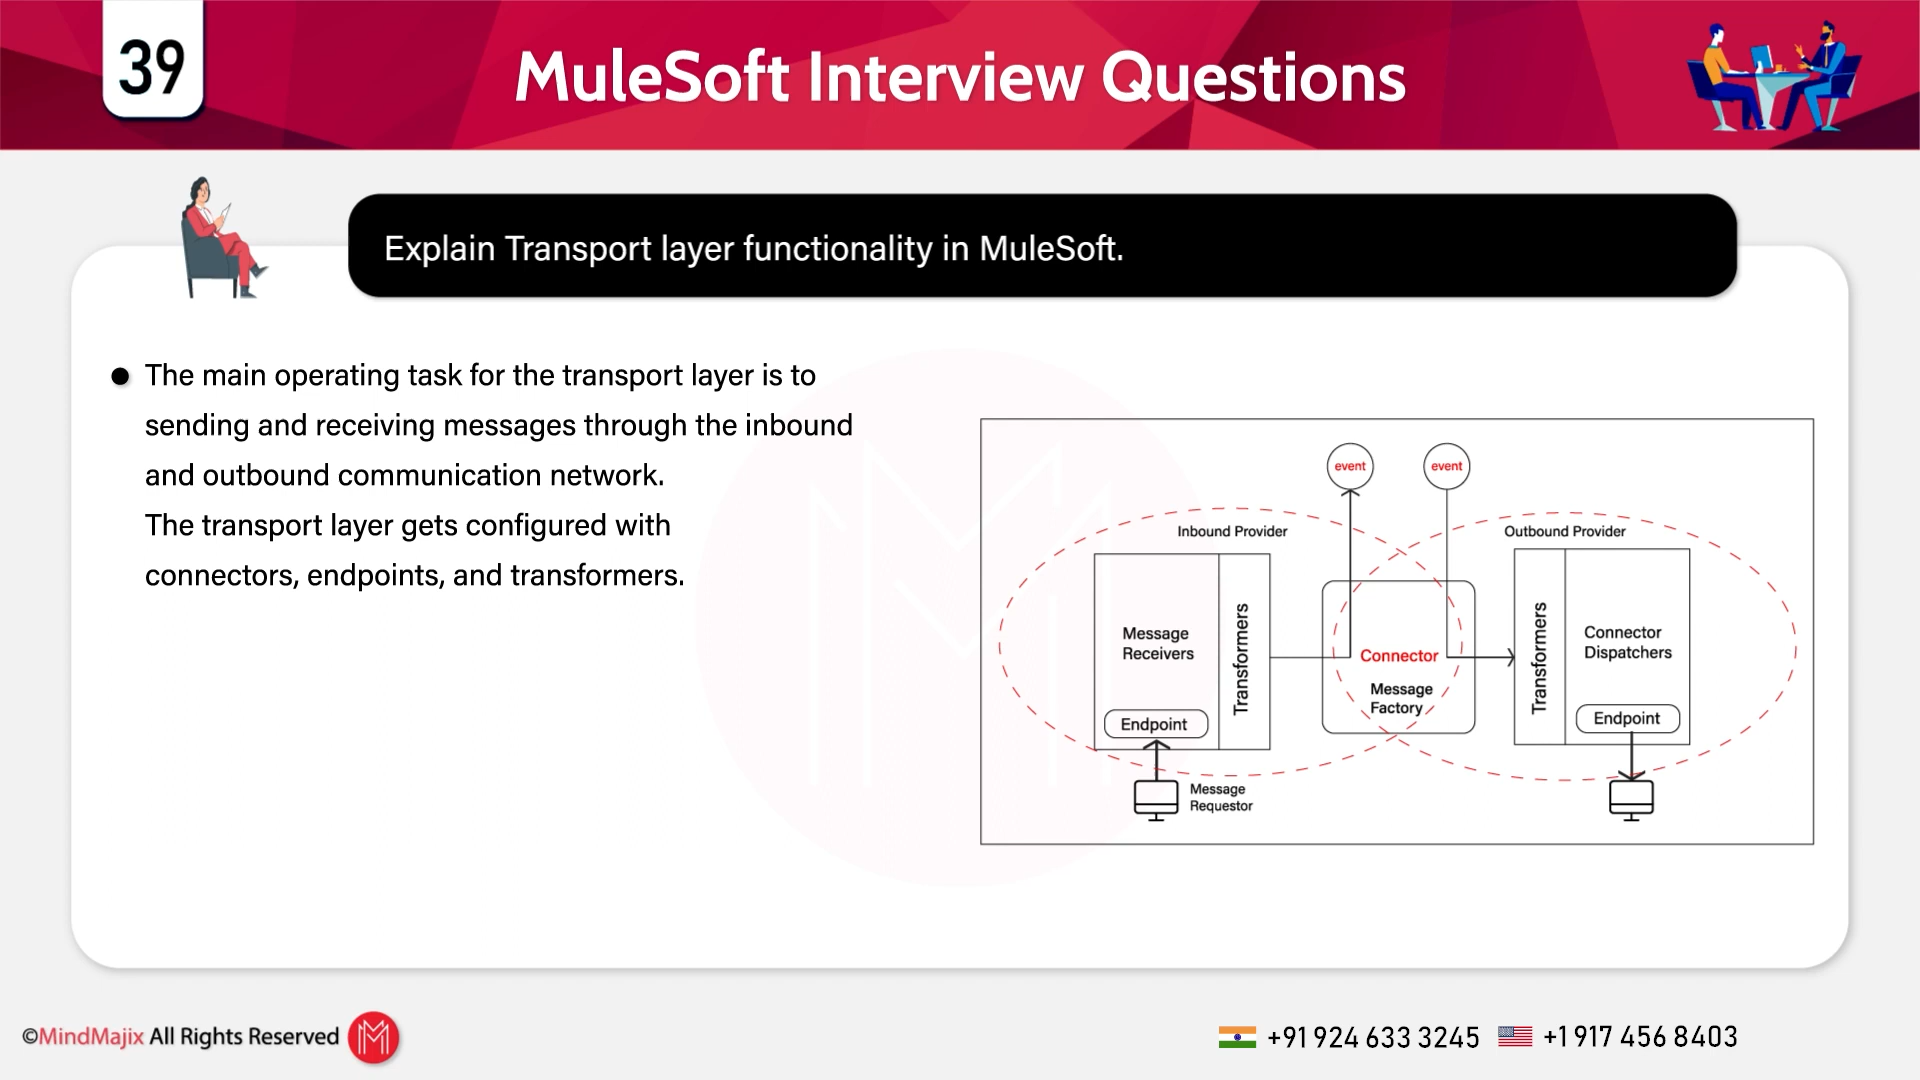 39
MuleSoft Interview Questions
Explain Transport layer functionality in MuleSoft.
● The main operating task for the transport layer is to
sending and receiving messages through the inbound
and outbound communication network.
The transport layer gets configured with
connectors, endpoints, and transformers.
event
event
Inbound Provider
Outbound Provider
Message
Receivers
Transformers
Endpoint
Connector
Message
Factory
Transformers
Connector
Dispatchers
Endpoint
Message
Requestor
©MindMajix All Rights Reserved
+91 924 633 3245
+1 917 456 8403